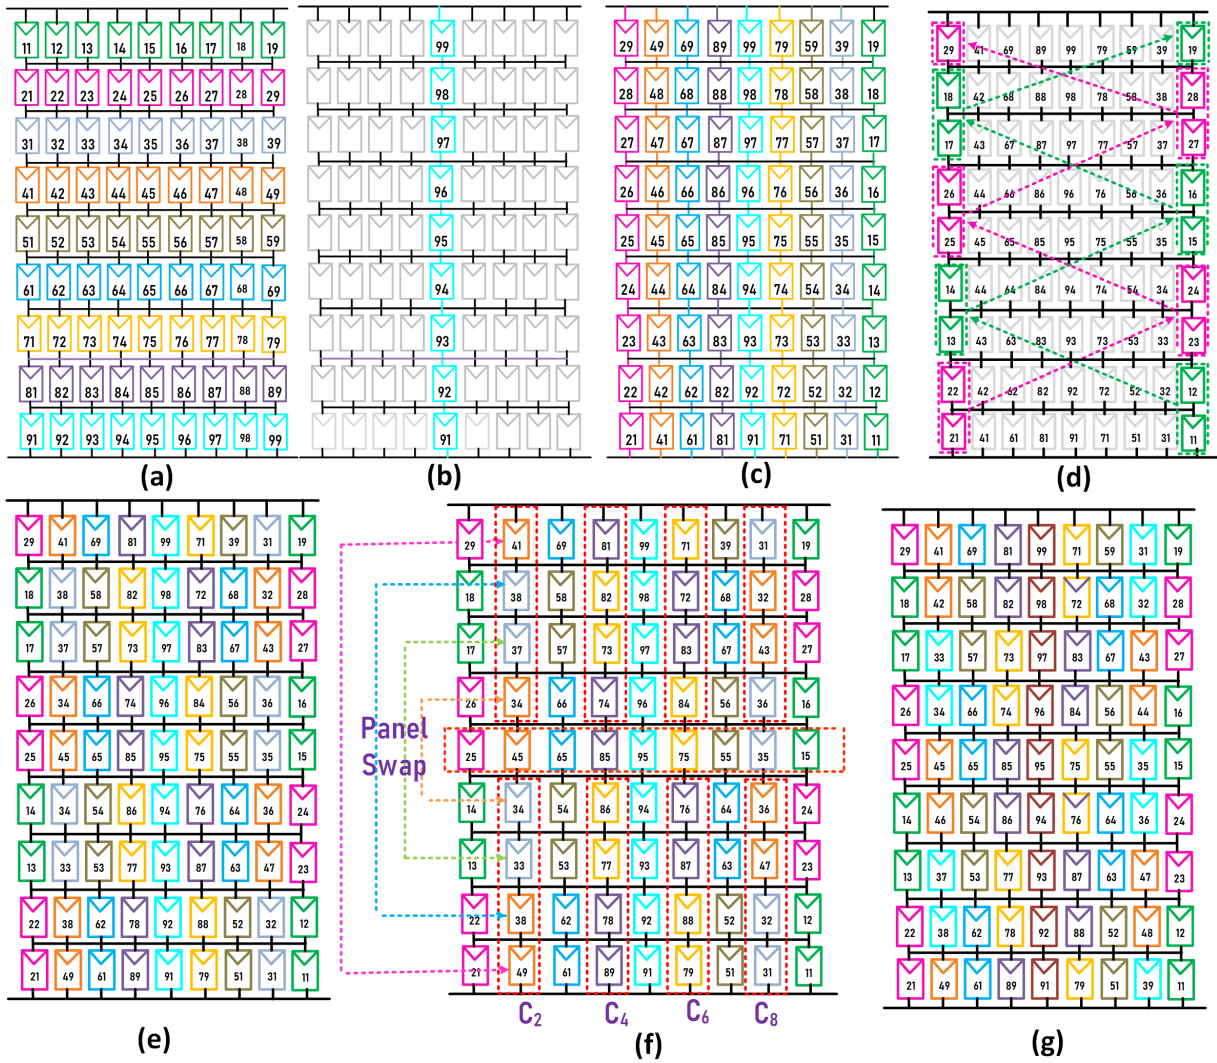 11 12 13 14 15 16 17 18 19
21 22 23 24 25 26 27 28 29
31 32 33 34 35 36 37 38 39
41 42 43 44 45 46 47 48 49
51 52 53 54 55 56 57 58 59
61 62 63 64 65 66 67 68 69
71 72 73 74 75 76 77 78 79
81 82 83 84 85 86 87 88 89
91 92 93 94 95 96 97 98 99
(a)
99
98
97
96
95
94
93
92
91
(b)
29 49 69 89 99 79 59 39 19
28 48 68 88 98 78 58 38 18
27 47 67 87 97 77 57 37 17
26 46 66 86 96 76 56 36 16
25 45 65 85 95 75 55 35 15
24 44 64 84 94 74 54 34 14
23 43 63 83 93 73 53 33 13
22 42 62 82 92 72 52 32 12
21 41 61 81 91 71 51 31 11
(c)
29 41 69 89 99 79 59 39 19
18 42 68 88 98 78 58 38 28
17 43 67 87 97 77 57 37 27
26 44 66 86 96 76 56 36 16
25 45 65 85 95 75 55 35 15
14 44 64 84 94 74 54 34 24
13 43 63 83 93 73 53 33 23
22 42 62 82 92 72 52 32 12
21 41 61 81 91 71 51 31 11
(d)
29 41 69 81 99 71 39 31 19
18 38 58 82 98 72 68 32 28
17 37 57 73 97 83 67 43 27
26 34 66 74 96 84 56 36 16
25 45 65 85 95 75 55 35 15
14 34 54 86 94 76 64 36 24
13 33 53 77 93 87 63 47 23
22 38 62 78 92 88 52 32 12
21 49 61 89 91 79 51 31 11
(e)
29 41 69 81 99 71 39 31 19
18 38 58 82 98 72 68 32 28
17 37 57 73 97 83 67 43 27
26 34 66 74 96 84 56 36 16
Panel
Swap
25 45 65 85 95 75 55 35 15
14 34 54 86 94 76 64 36 24
13 33 53 77 93 87 63 47 23
22 38 62 78 92 88 52 32 12
21 49 61 89 91 79 51 31 11
C2 C4 C6 C8
(f)
29 41 69 81 99 71 59 31 19
18 42 58 82 98 72 68 32 28
17 33 57 73 97 83 67 43 27
26 34 66 74 96 84 56 44 16
25 45 65 85 95 75 55 35 15
14 46 54 86 94 76 64 36 24
13 37 53 77 93 87 63 47 23
22 38 62 78 92 88 52 48 12
21 49 61 89 91 79 51 39 11
(g)